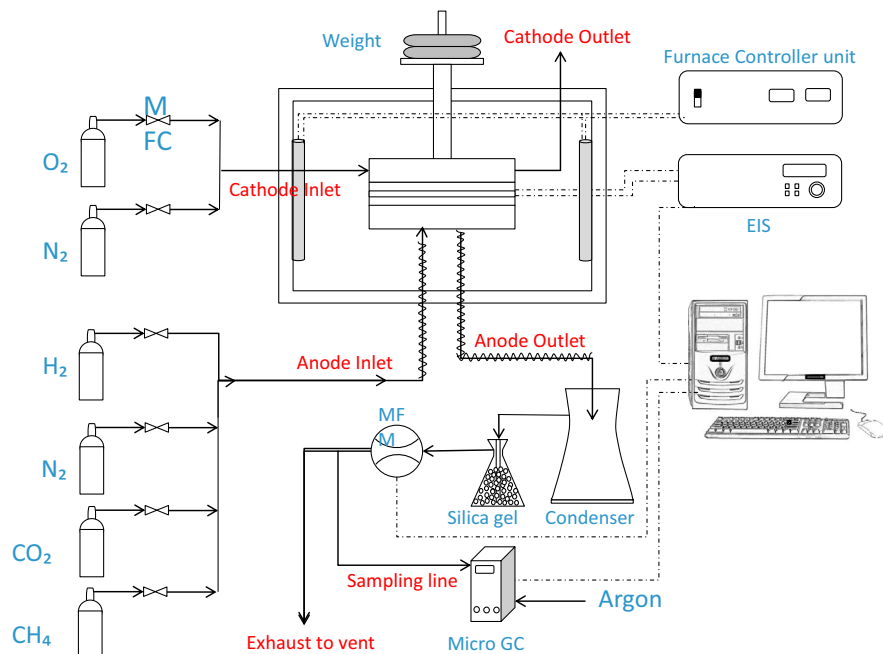 Weight
Cathode Outlet
Furnace Controller unit
M
FC
O₂
Cathode Inlet
N₂
EIS
H₂
Anode Inlet
Anode Outlet
MF
M
N₂
Silica gel
Condenser
CO₂
Sampling line
Argon
CH₄
Exhaust to vent
Micro GC